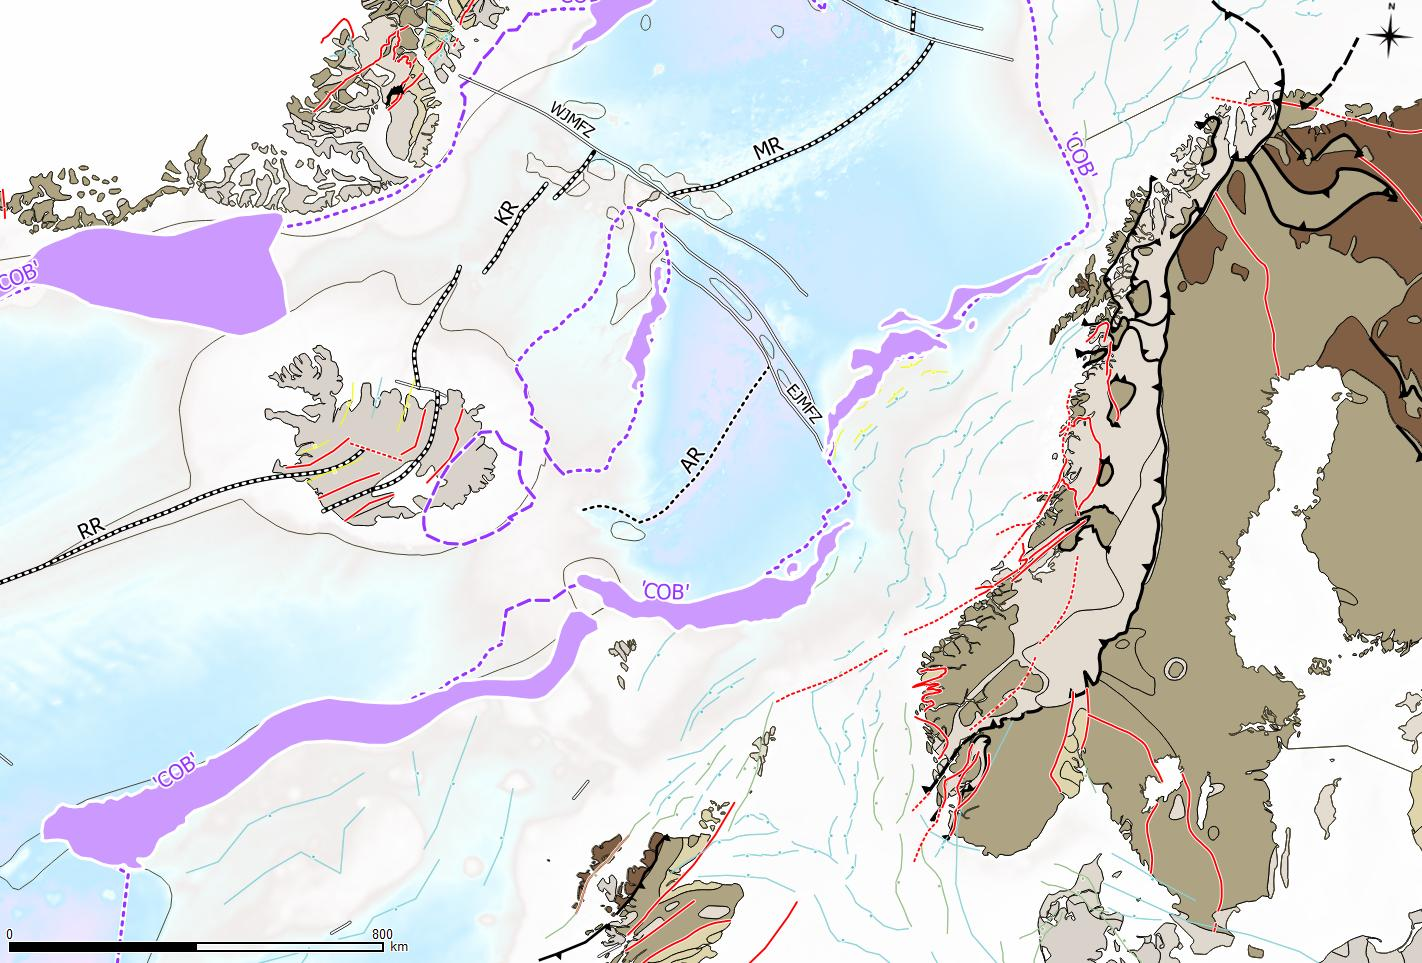 'COB'
N
WJMFZ
MR
'COB'
KR
'COB'
EJMFZ
AR
RR
'COB'
'COB'
0 800
km